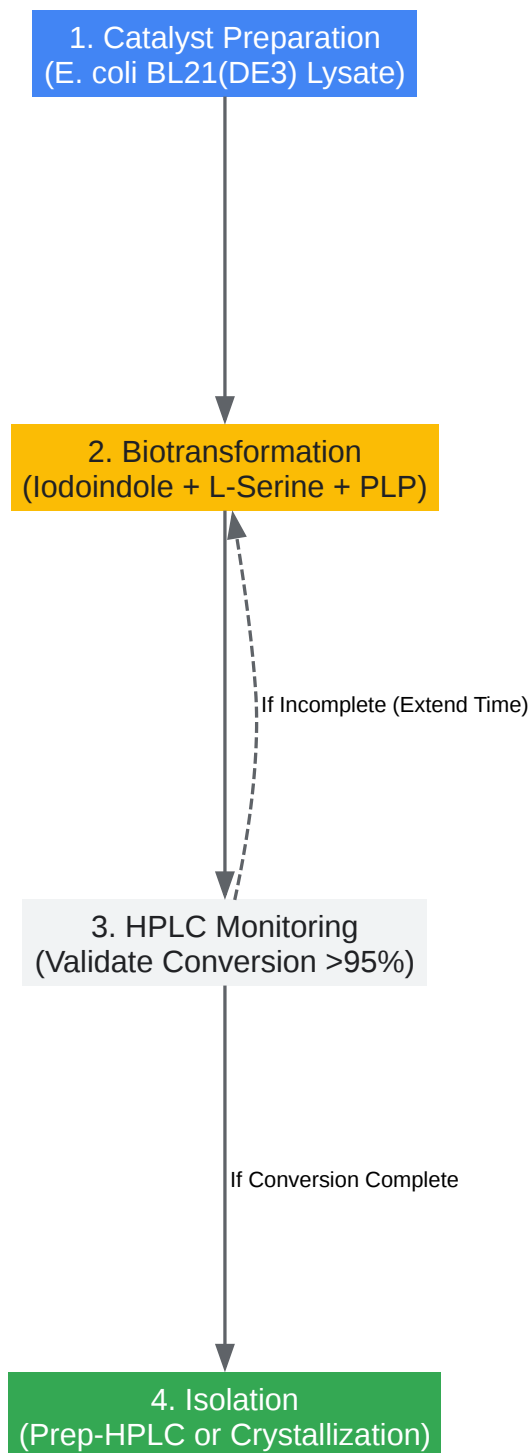 1. Catalyst Preparation
(E. coli BL21(DE3) Lysate)
2. Biotransformation
(Iodoindole + L-Serine + PLP)
If Incomplete (Extend Time)
3. HPLC Monitoring
(Validate Conversion >95%)
If Conversion Complete
4. Isolation
(Prep-HPLC or Crystallization)